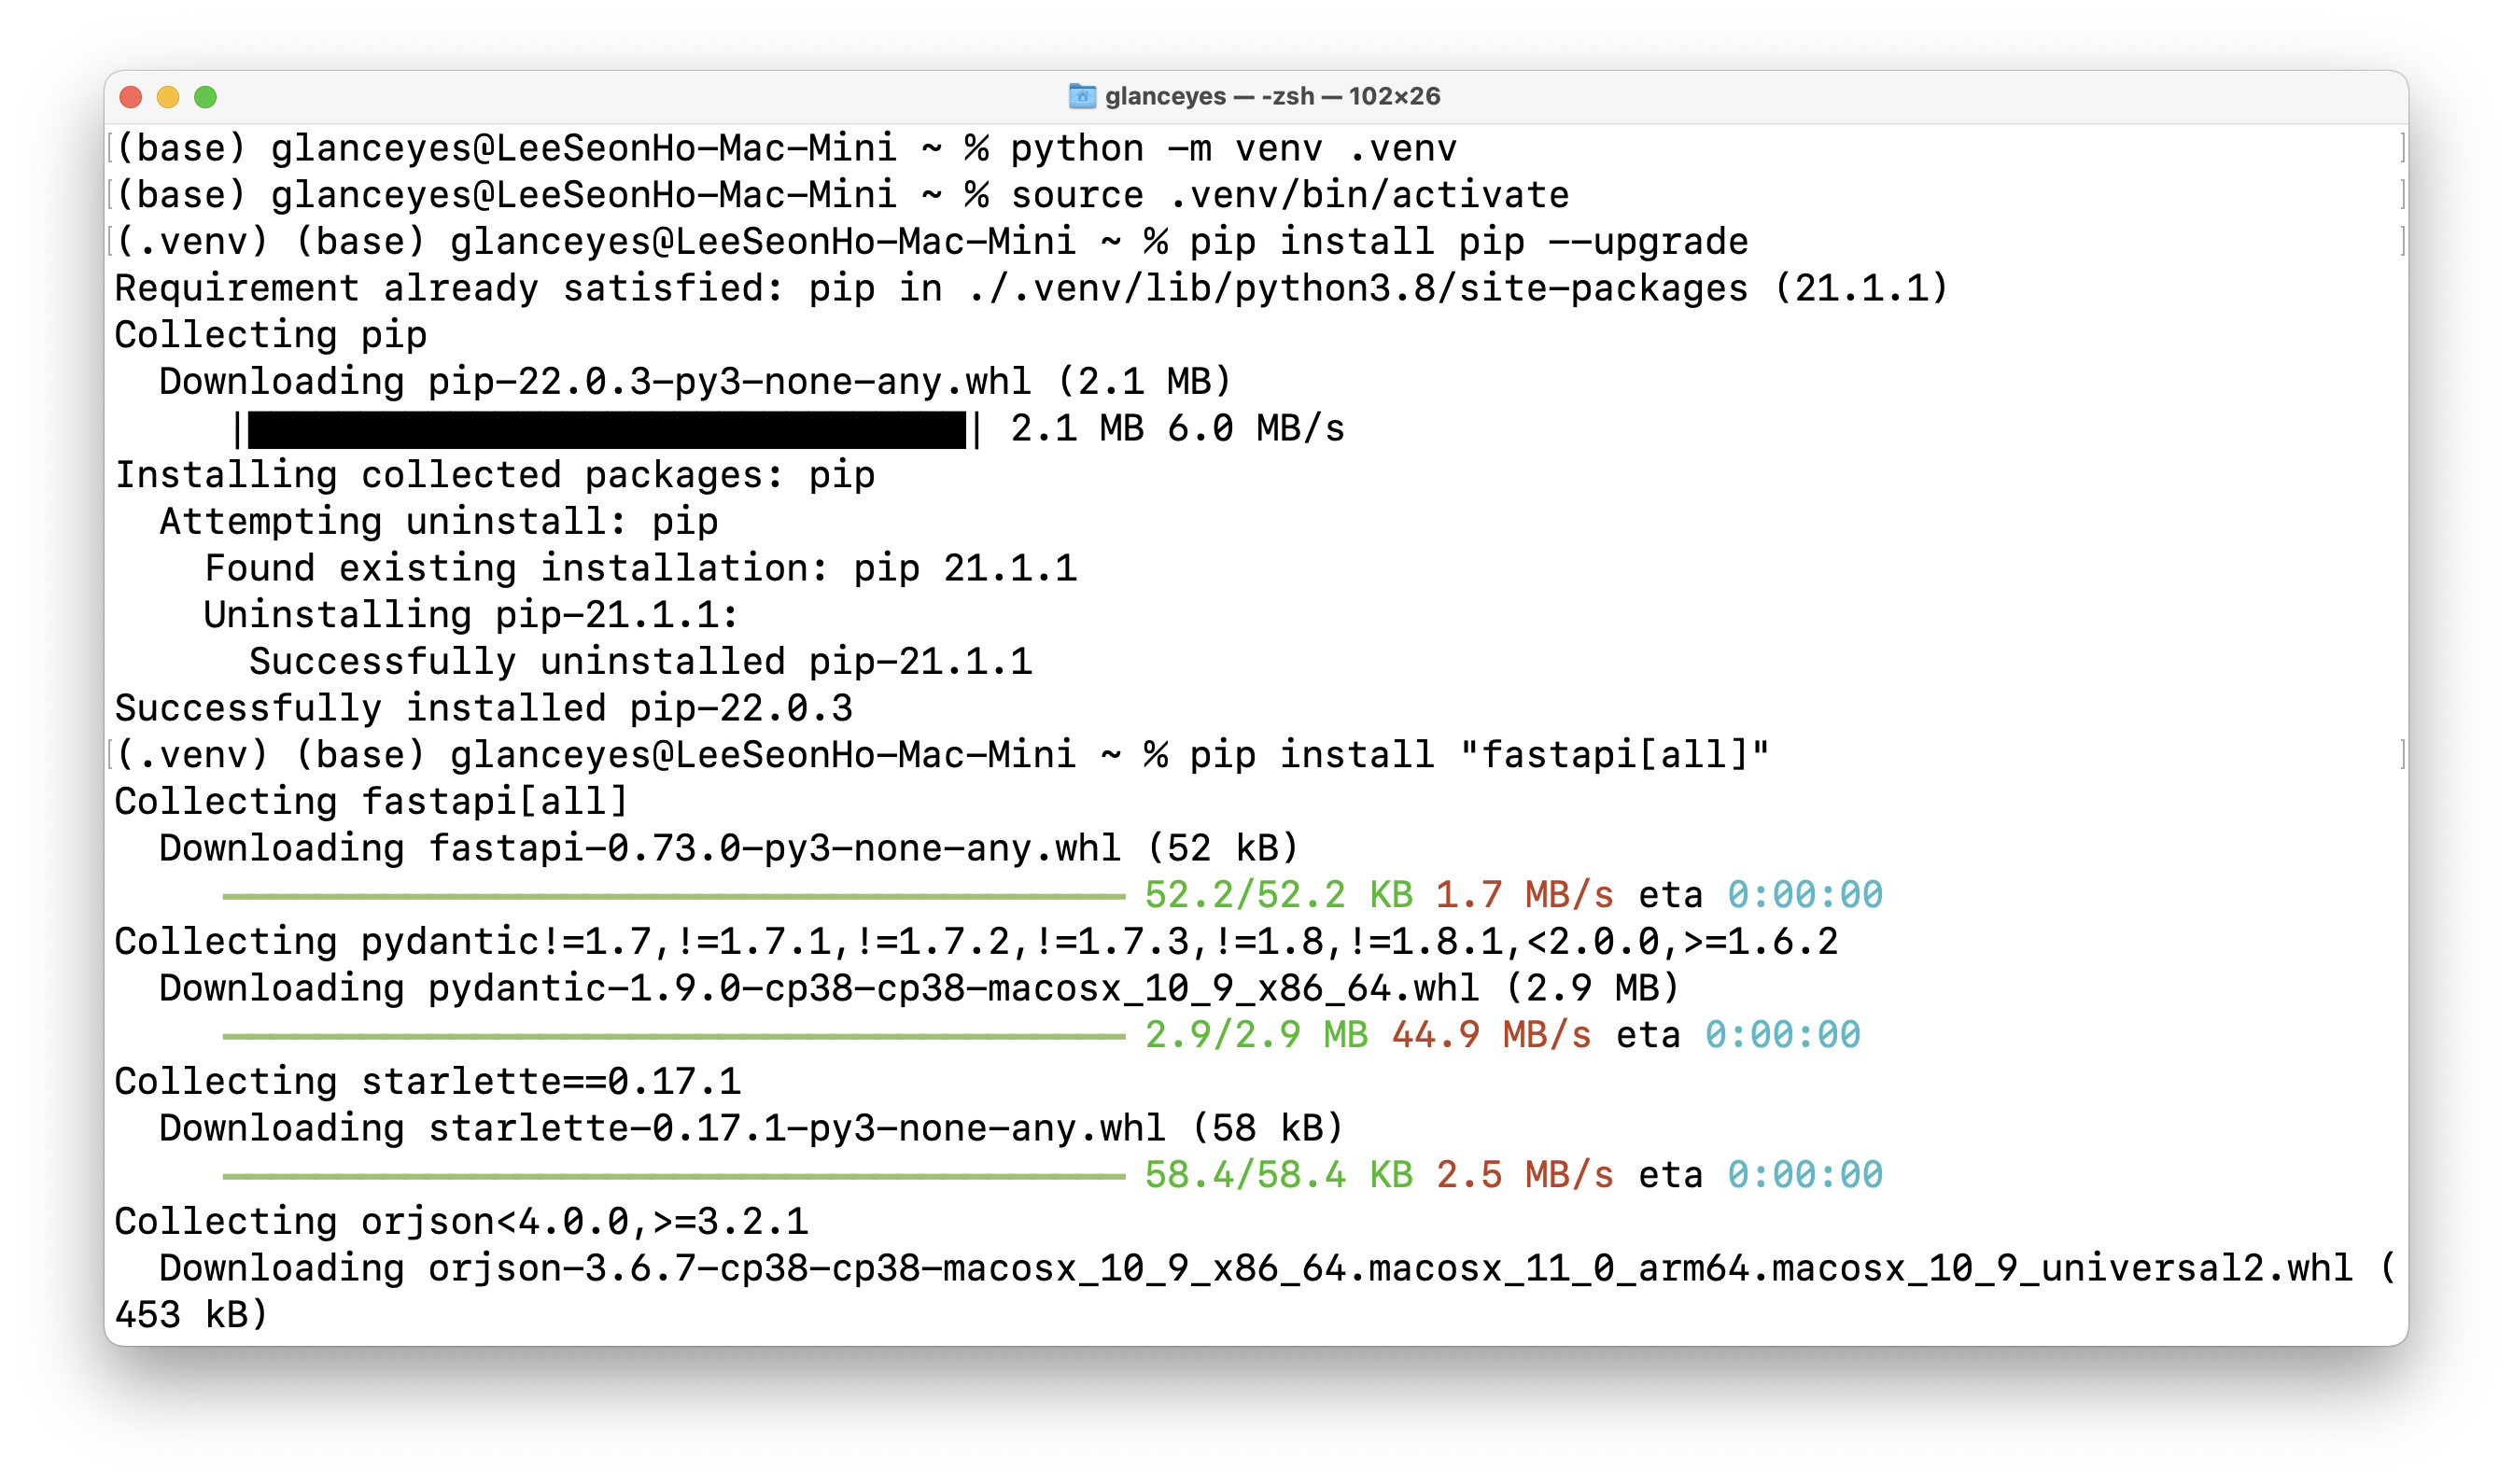 glanceyes — -zsh — 102×26
(base) glanceyes@LeeSeonHo-Mac-Mini ~ % python -m venv .venv
(base) glanceyes@LeeSeonHo-Mac-Mini ~ % source .venv/bin/activate
(.venv) (base) glanceyes@LeeSeonHo-Mac-Mini ~ % pip install pip --upgrade
Requirement already satisfied: pip in ./.venv/lib/python3.8/site-packages (21.1.1)
Collecting pip
  Downloading pip-22.0.3-py3-none-any.whl (2.1 MB)
     |████████████████████████████████| 2.1 MB 6.0 MB/s
Installing collected packages: pip
  Attempting uninstall: pip
    Found existing installation: pip 21.1.1
    Uninstalling pip-21.1.1:
      Successfully uninstalled pip-21.1.1
Successfully installed pip-22.0.3
(.venv) (base) glanceyes@LeeSeonHo-Mac-Mini ~ % pip install "fastapi[all]"
Collecting fastapi[all]
  Downloading fastapi-0.73.0-py3-none-any.whl (52 kB)
     ━━━━━━━━━━━━━━━━━━━━━━━━━━━━━━━━━━━━━━━━ 52.2/52.2 KB 1.7 MB/s eta 0:00:00
Collecting pydantic!=1.7,!=1.7.1,!=1.7.2,!=1.7.3,!=1.8,!=1.8.1,<2.0.0,>=1.6.2
  Downloading pydantic-1.9.0-cp38-cp38-macosx_10_9_x86_64.whl (2.9 MB)
     ━━━━━━━━━━━━━━━━━━━━━━━━━━━━━━━━━━━━━━━━ 2.9/2.9 MB 44.9 MB/s eta 0:00:00
Collecting starlette==0.17.1
  Downloading starlette-0.17.1-py3-none-any.whl (58 kB)
     ━━━━━━━━━━━━━━━━━━━━━━━━━━━━━━━━━━━━━━━━ 58.4/58.4 KB 2.5 MB/s eta 0:00:00
Collecting orjson<4.0.0,>=3.2.1
  Downloading orjson-3.6.7-cp38-cp38-macosx_10_9_x86_64.macosx_11_0_arm64.macosx_10_9_universal2.whl (
453 kB)